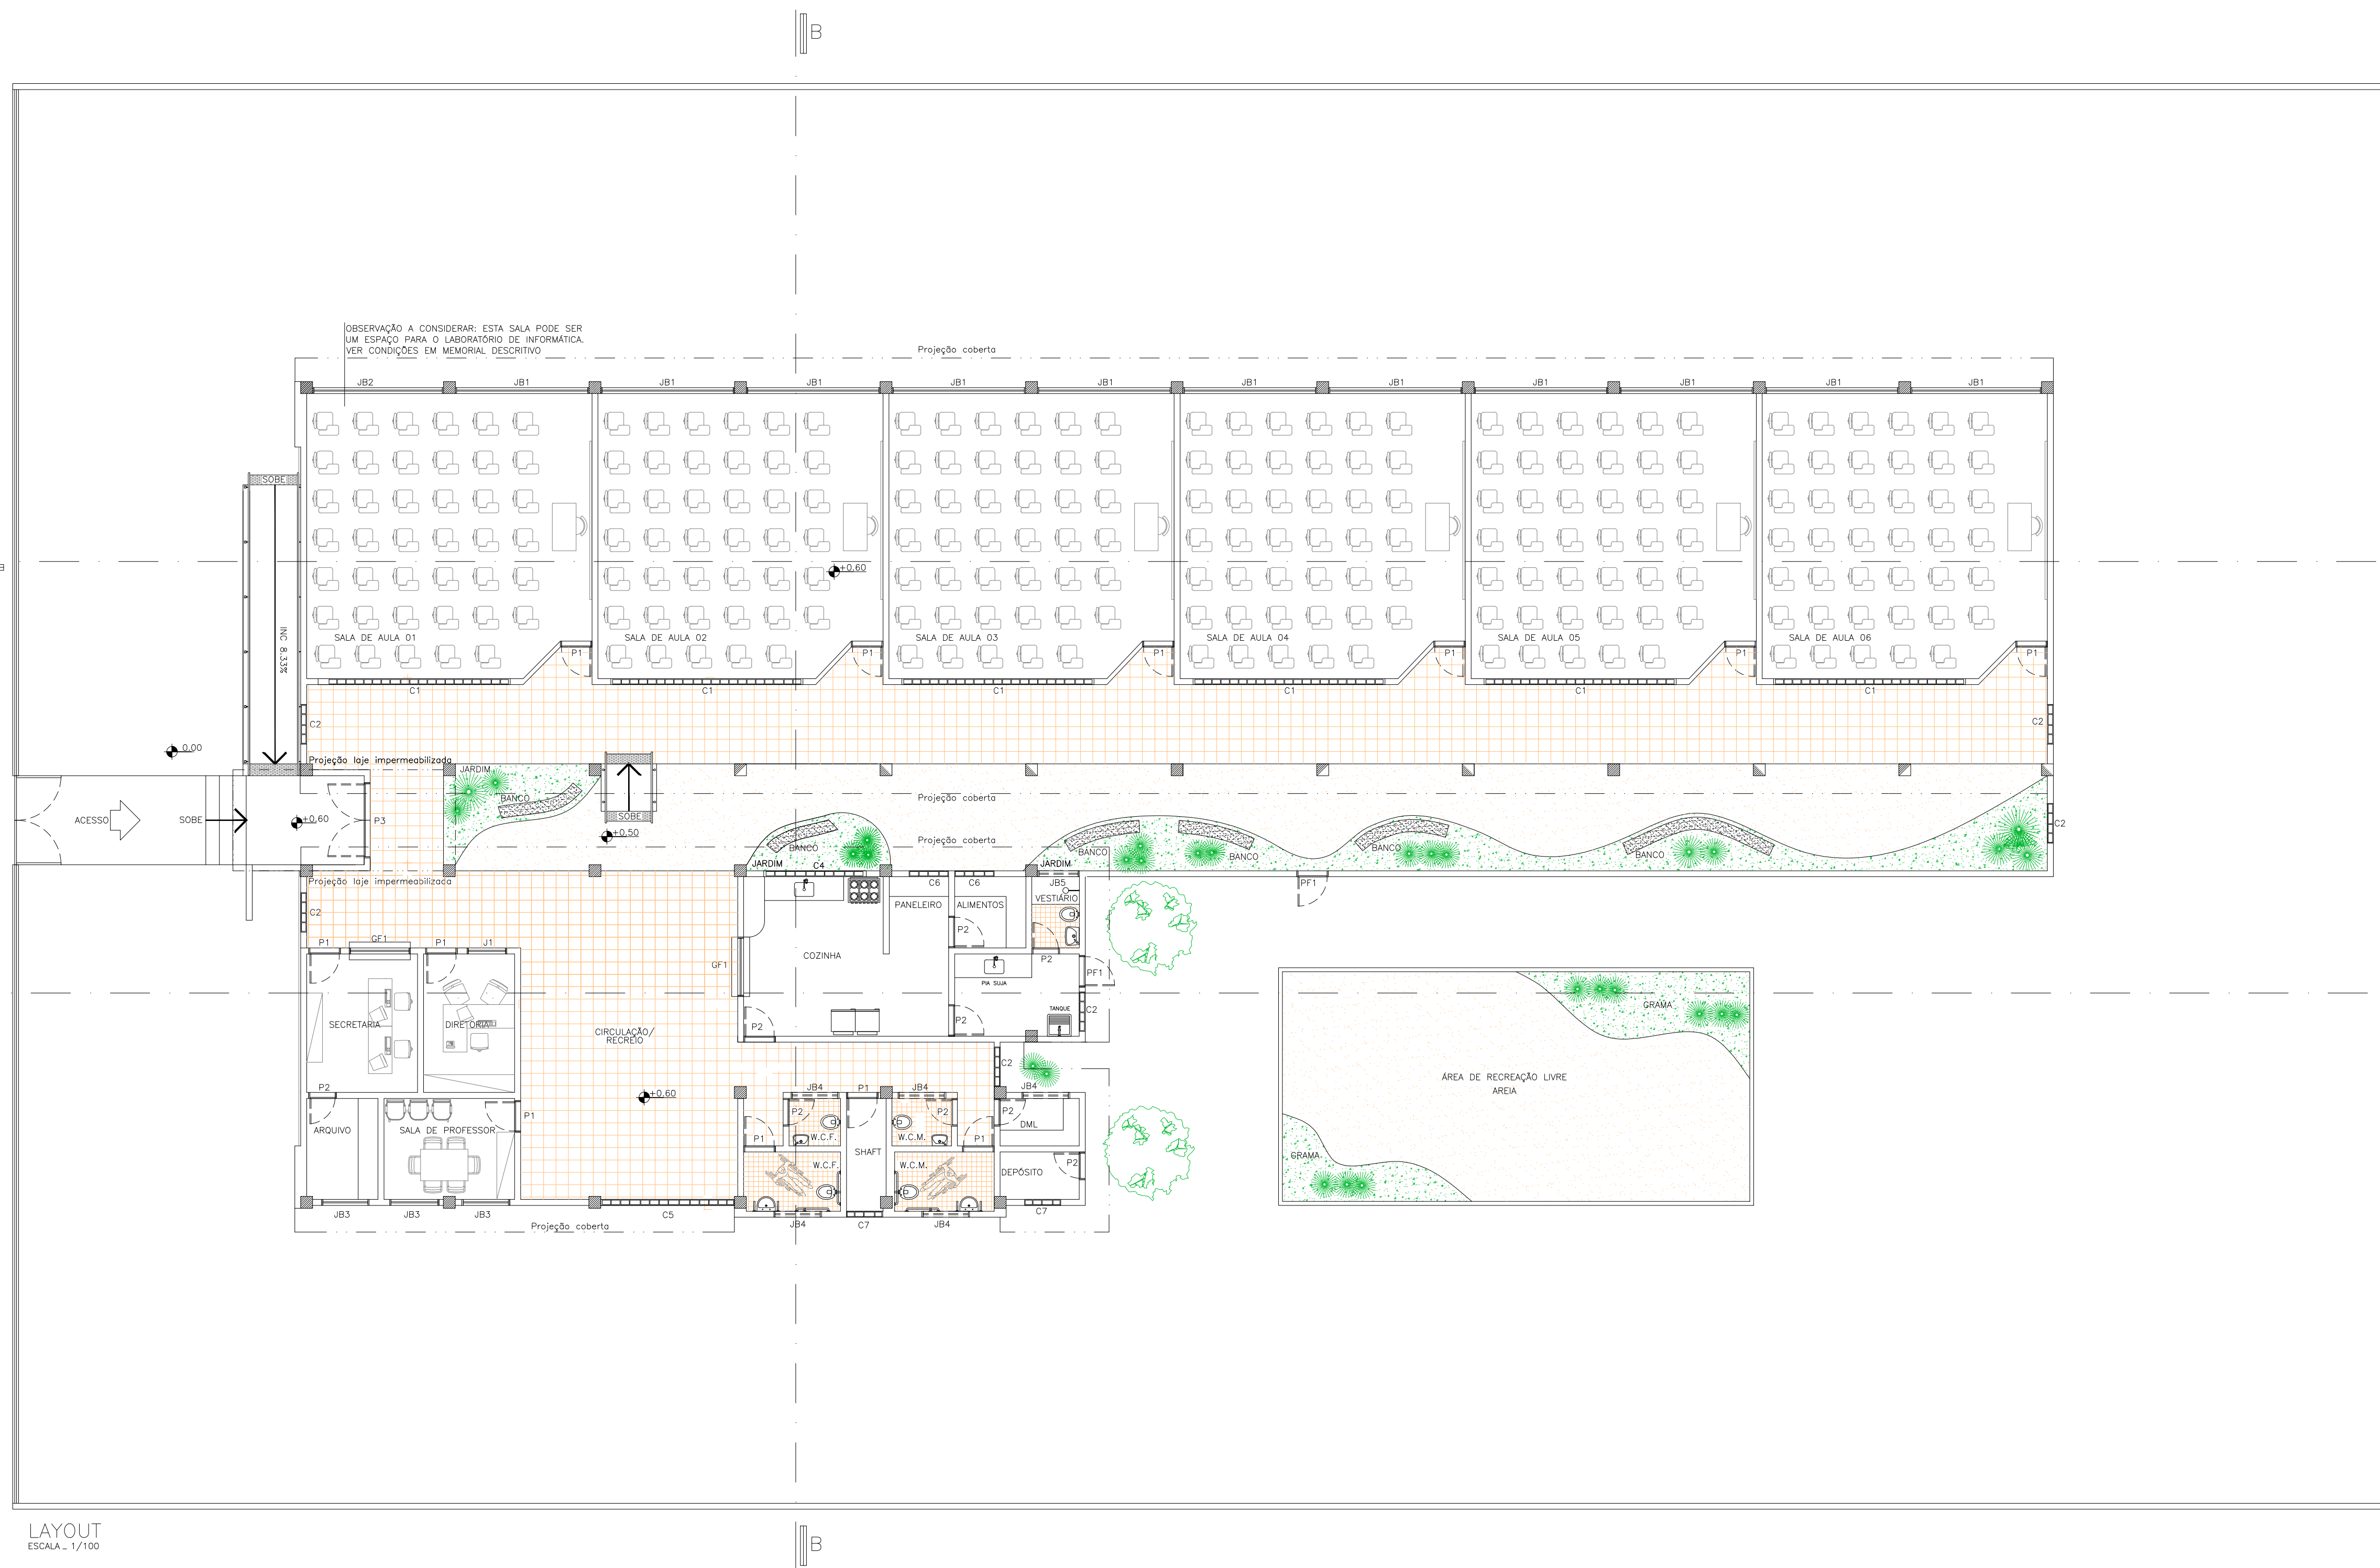 B
OBSERVAÇÃO A CONSIDERAR: ESTA SALA PODE SER
UM ESPAÇO PARA O LABORATÓRIO DE INFORMÁTICA.
VER CONDIÇÕES EM MEMORIAL DESCRITIVO
Projeção coberta
JB2 JB1 JB1 JB1 JB1 JB1 JB1 JB1 JB1 JB1 JB1 JB1
SOBE
INC 8.33%
+0,60
SALA DE AULA 01 SALA DE AULA 02 SALA DE AULA 03 SALA DE AULA 04 SALA DE AULA 05 SALA DE AULA 06
P1 P1 P1 P1 P1 P1
C1 C1 C1 C1 C1 C1
C2 C2
0,00
Projeção laje impermeabilizada
JARDIM
BANCO
Projeção coberta
ACESSO SOBE +0,60 P3 SOBE
+0,50
C2
Projeção coberta
BANCO BANCO BANCO BANCO BANCO
JARDIM C4 JARDIM
Projeção laje impermeabilizada
C6 C6 JB5 PF1
VESTIÁRIO
PANELEIRO ALIMENTOS
C2
P2
P1 GF1 P1 J1
COZINHA P2
GF1 PF1
PIA SUJA
GRAMA
TANQUE C2
SECRETARIA DIRETORIA CIRCULAÇÃO/
RECREIO
P2 P2
C2
ÁREA DE RECREAÇÃO LIVRE
AREIA
P2 +0,60 JB4 P1 JB4 JB4
P1 P2 P2 P2
ARQUIVO SALA DE PROFESSOR DML
P1 W.C.F. W.C.M. P1
SHAFT
GRAMA
W.C.F. W.C.M. P2
DEPÓSITO
JB3 JB3 JB3 C5 C7
JB4 C7 JB4
Projeção coberta
LAYOUT
ESCALA_ 1/100
B